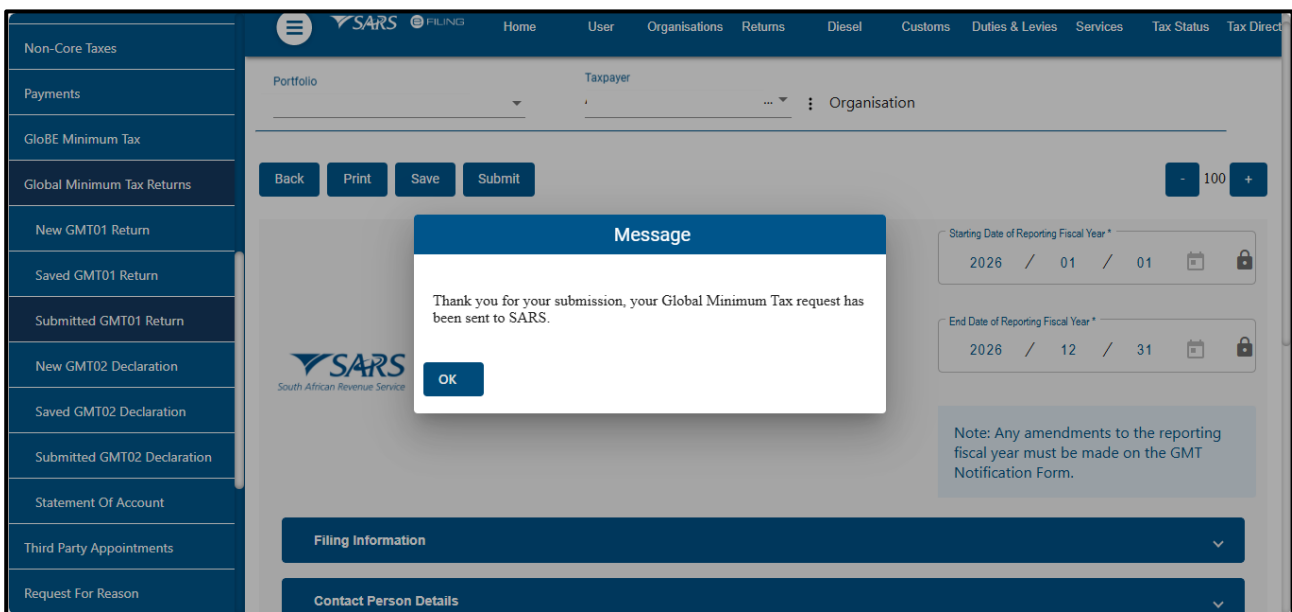 SARS eFILING
Home User Organisations Returns Diesel Customs Duties & Levies Services Tax Status Tax Direct
Non-Core Taxes
Payments
GloBE Minimum Tax
Global Minimum Tax Returns
New GMT01 Return
Saved GMT01 Return
Submitted GMT01 Return
New GMT02 Declaration
Saved GMT02 Declaration
Submitted GMT02 Declaration
Statement Of Account
Third Party Appointments
Request For Reason
Portfolio
Taxpayer
...
Organisation
Back Print Save Submit
- 100 +
Message
Thank you for your submission, your Global Minimum Tax request has
been sent to SARS.
OK
SARS
South African Revenue Service
Starting Date of Reporting Fiscal Year *
2026 / 01 / 01
End Date of Reporting Fiscal Year *
2026 / 12 / 31
Note: Any amendments to the reporting
fiscal year must be made on the GMT
Notification Form.
Filing Information
Contact Person Details